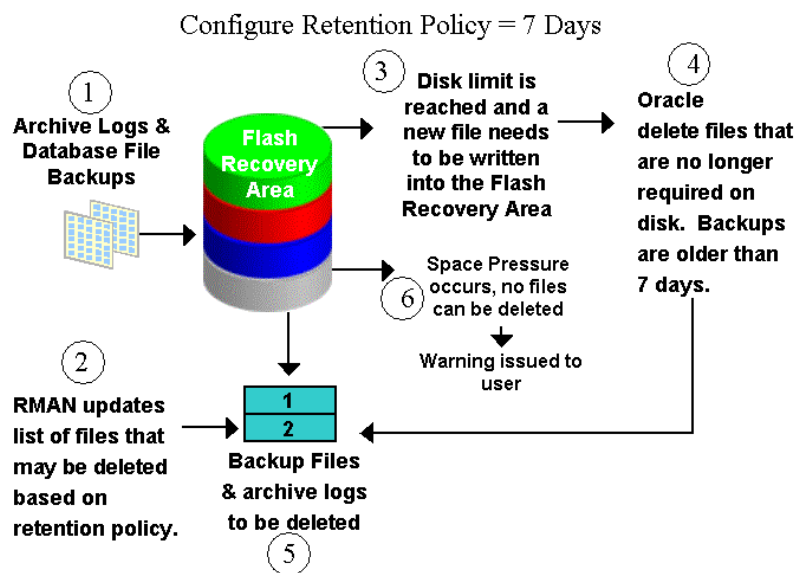 Configure Retention Policy = 7 Days
1
Archive Logs &
Database File
Backups
Flash
Recovery
Area
3
Disk limit is
reached and a
new file needs
to be written
into the Flash
Recovery Area
4
Oracle
delete files that
are no longer
required on
disk. Backups
are older than
7 days.
6
Space Pressure
occurs, no files
can be deleted
Warning issued to
user
2
RMAN updates
list of files that
may be deleted
based on
retention policy.
1
2
Backup Files
& archive logs
to be deleted
5